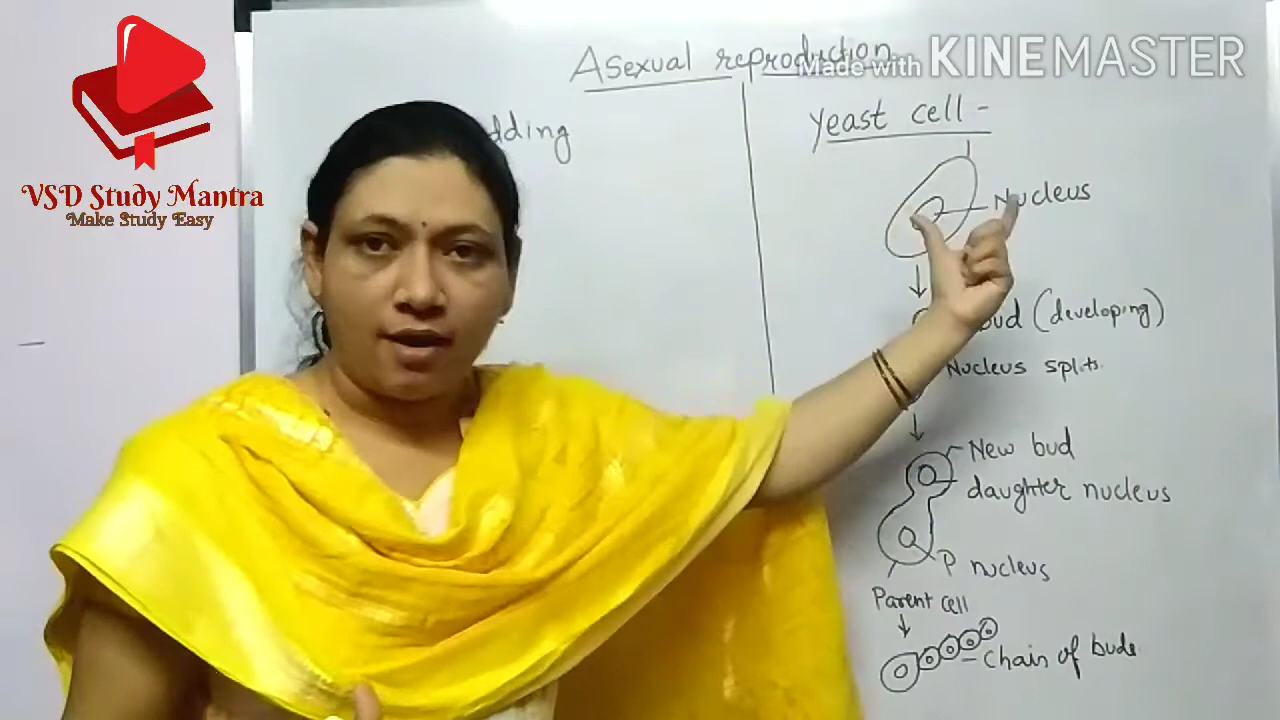 VSD Study Mantra
Make Study Easy
Asexual reproduction
Made with KINEMASTER
dding
Yeast cell -
Nucleus
bud (developing)
Nucleus splits.
New bud
daughter nucleus
P nucleus
Parent cell
Chain of buds